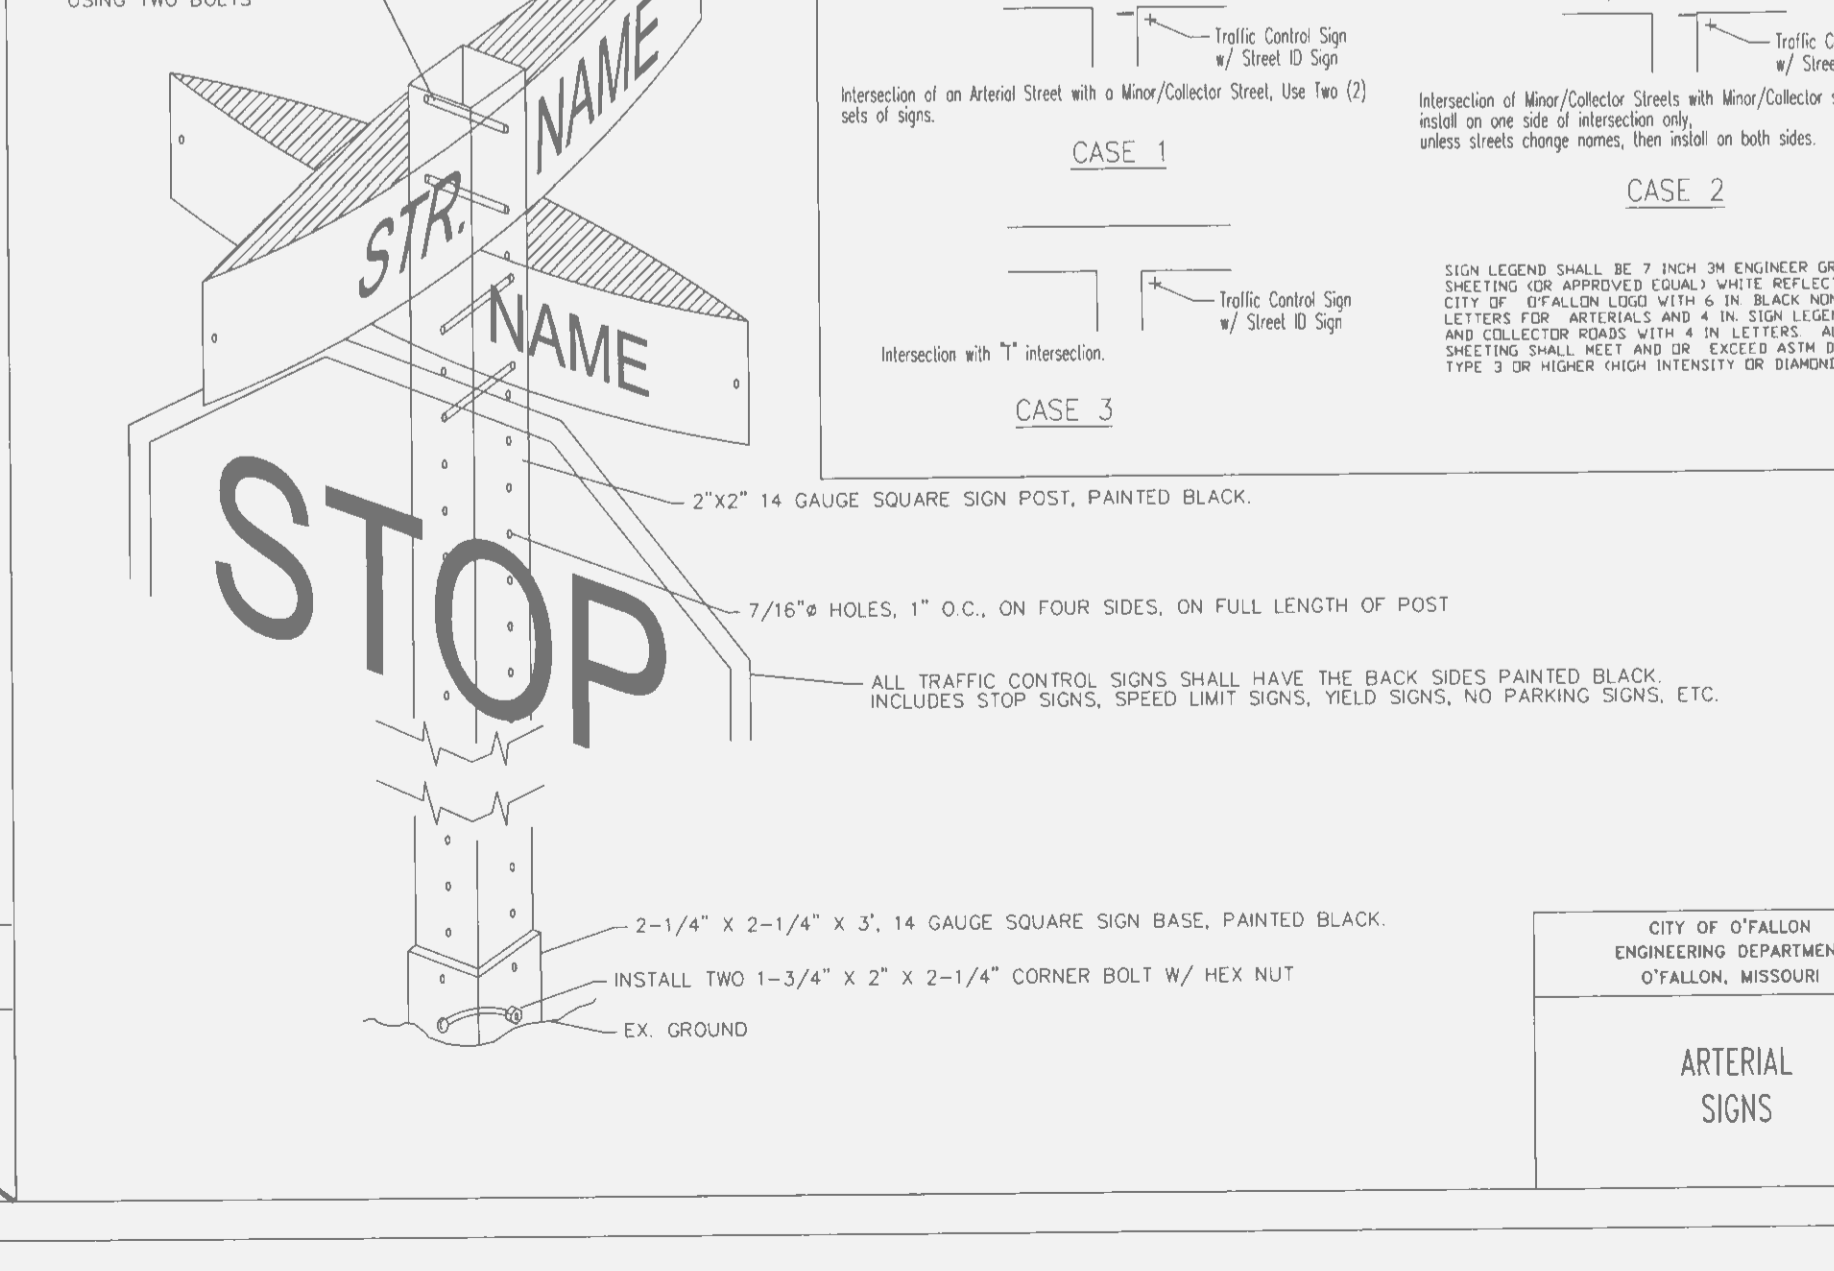 USING TWO BOLTS
NAME
STR.
NAME
STOP
Traffic Control Sign
w/ Street ID Sign
Intersection of an Arterial Street with a Minor/Collector Street, Use Two (2)
sets of signs.
CASE 1
Traffic
w/
Intersection of Minor/Collector Streets with Minor/Collector
install on one side of intersection only,
unless streets change names, then install on both sides.
CASE 2
Traffic Control Sign
w/ Street ID Sign
Intersection with "T" intersection.
CASE 3
SIGN LEGEND SHALL BE 7 INCH 3M ENGINEER
SHEETING (OR APPROVED EQUAL) WHITE
CITY OF O'FALLON LOGO WITH 6 IN. BLACK
LETTERS FOR ARTERIALS AND 4 IN. SIGN
AND COLLECTOR ROADS WITH 4 IN LETTERS.
SHEETING SHALL MEET AND OR EXCEED ASTM
TYPE 3 OR HIGHER (HIGH INTENSITY OR
2"X2" 14 GAUGE SQUARE SIGN POST, PAINTED BLACK.
7/16"ø HOLES, 1" O.C., ON FOUR SIDES, ON FULL LENGTH OF POST
ALL TRAFFIC CONTROL SIGNS SHALL HAVE THE BACK SIDES PAINTED BLACK.
INCLUDES STOP SIGNS, SPEED LIMIT SIGNS, YIELD SIGNS, NO PARKING SIGNS, ETC.
2-1/4" X 2-1/4" X 3', 14 GAUGE SQUARE SIGN BASE, PAINTED BLACK.
INSTALL TWO 1-3/4" X 2" X 2-1/4" CORNER BOLT W/ HEX NUT
EX. GROUND
CITY OF O'FALLON
ENGINEERING
O'FALLON, MISSOURI
ARTERIAL
SIGNS